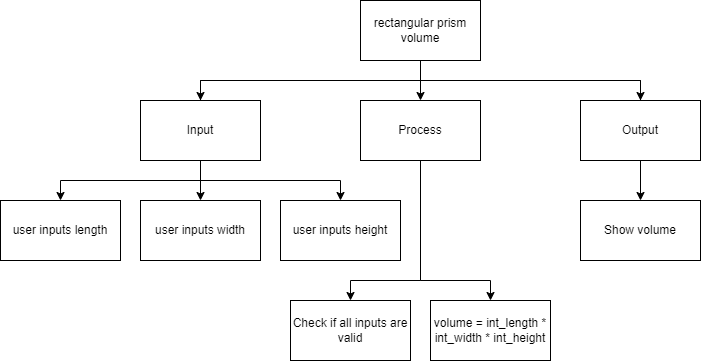 rectangular prism
volume
Input
Process
Output
user inputs length
user inputs width
user inputs height
Show volume
Check if all inputs are
valid
volume = int_length *
int_width * int_height